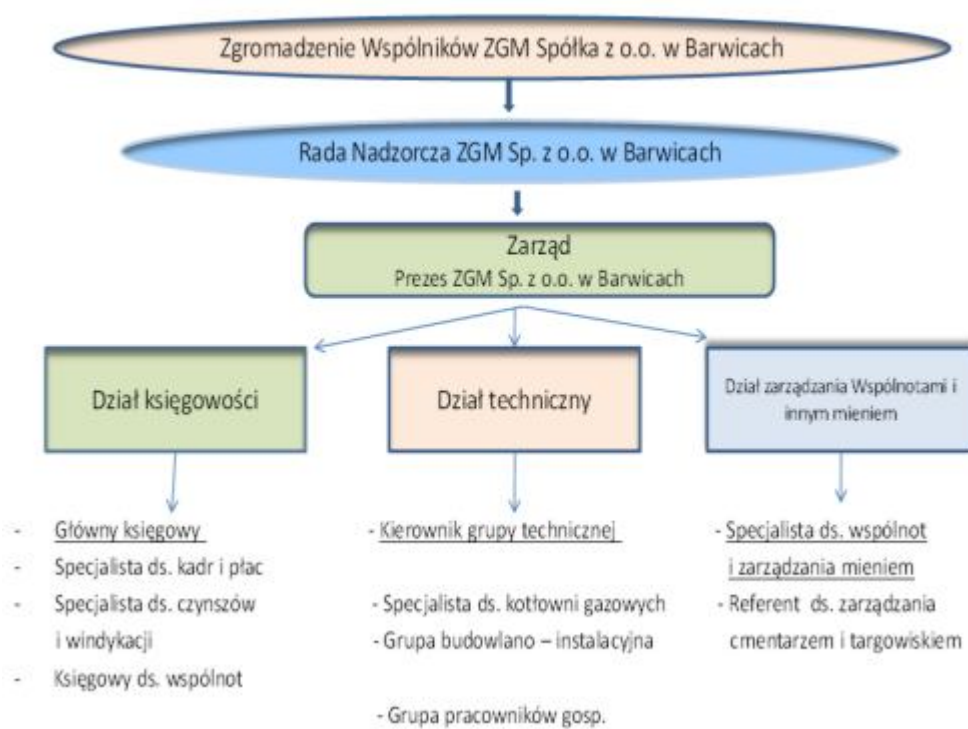 Zgromadzenie Wspólników ZGM Spółka z o.o. w Barwicach
Rada Nadzorcza ZGM Sp. z o.o. w Barwicach
Zarząd
Prezes ZGM Sp. z o.o. w Barwicach
Dział księgowości
- Główny księgowy
- Specjalista ds. kadr i płac
- Specjalista ds. czynszów
i windykacji
- Księgowy ds. wspólnot
Dział techniczny
- Kierownik grupy technicznej
- Specjalista ds. kotłowni gazowych
- Grupa budowlano – instalacyjna
- Grupa pracowników gosp.
Dział zarządzania Wspólnotami i
innym mieniem
- Specjalista ds. wspólnot
i zarządzania mieniem
- Referent ds. zarządzania
cmentarzem i targowiskiem